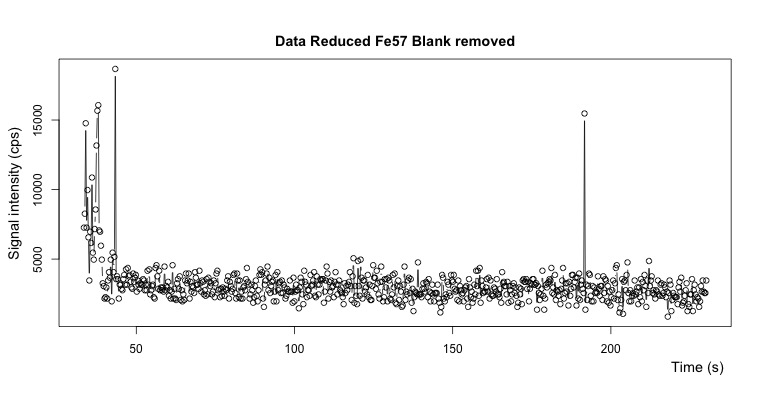 Data Reduced Fe57 Blank removed
Signal intensity (cps)
15000
10000
5000
50 100 150 200
Time (s)